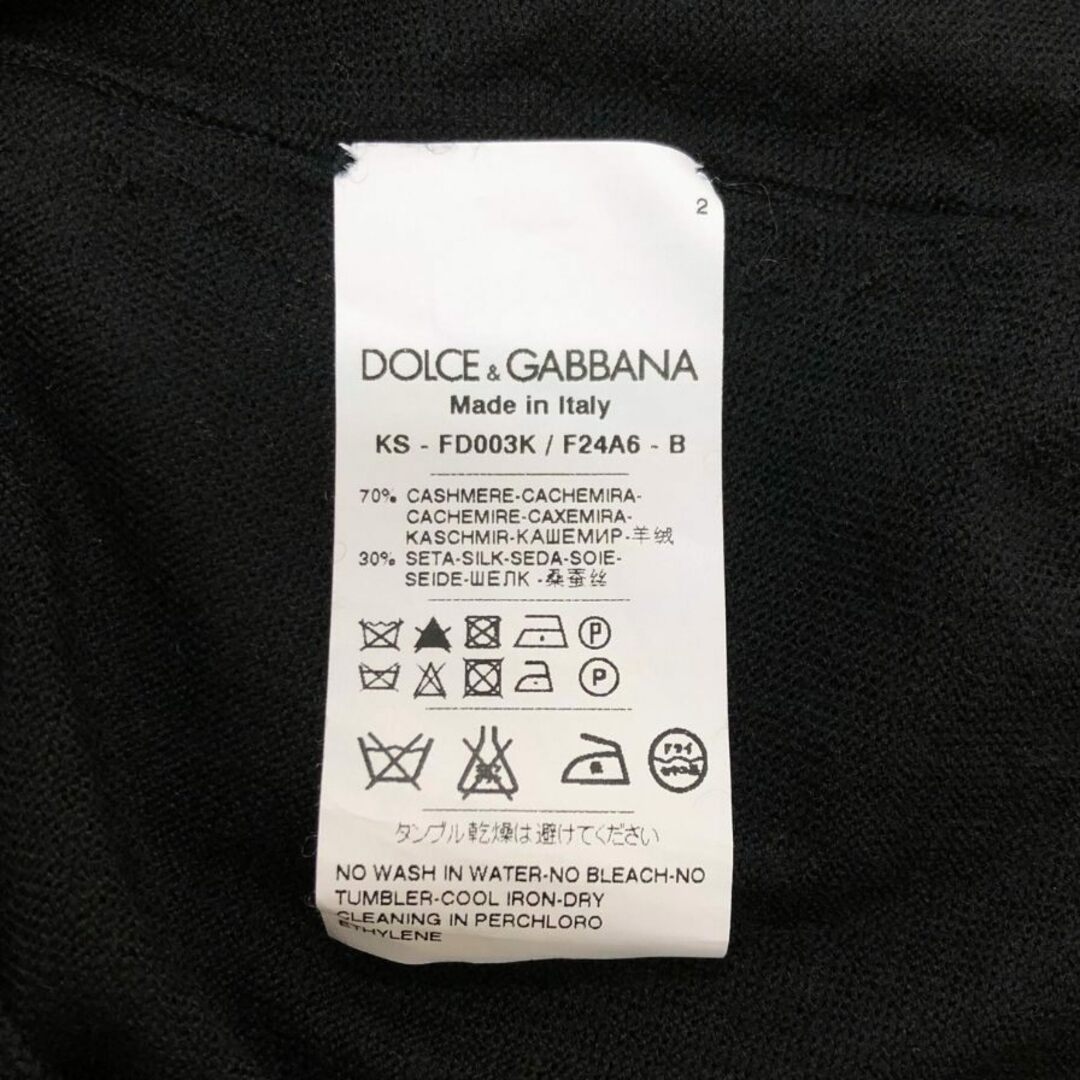 2
DOLCE & GABBANA
Made in Italy
KS - FD003K / F24A6 - B
70% CASHMERE-CACHEMIRA-
CACHEMIRE-CAXEMIRA-
KASCHMIR-КАШЕМИР-羊绒
30% SETA-SILK-SEDA-SOIE-
SEIDE-ШЕЛК -桑蚕丝
P
P
ドライ
タンブル乾燥は避けてください
NO WASH IN WATER-NO BLEACH-NO
TUMBLER-COOL IRON-DRY
CLEANING IN PERCHLORO
ETHYLENE